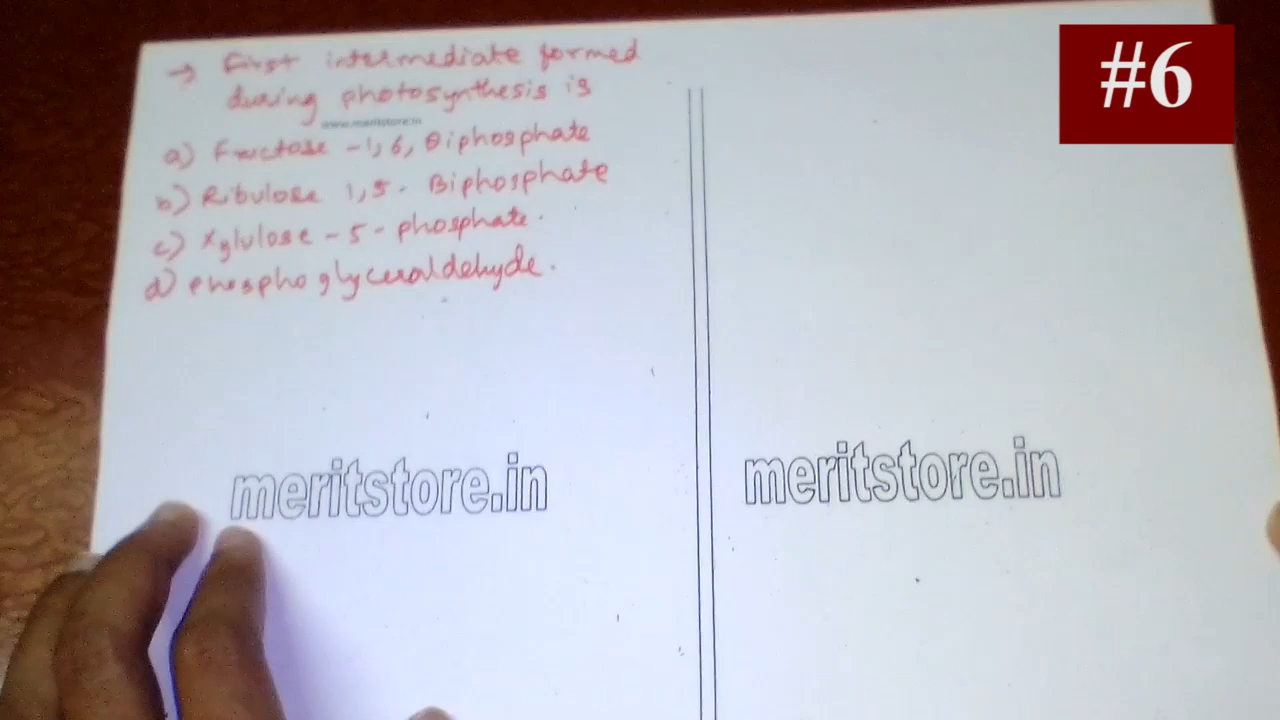 #6
→ First intermediate formed
during photosynthesis is
www.meritstore.in
a) Fructose -1,6, Biphosphate
b) Ribulose 1,5- Biphosphate
c) Xylulose - 5 - phosphate.
d) Phosphoglyceraldehyde.
meritstore.in
meritstore.in